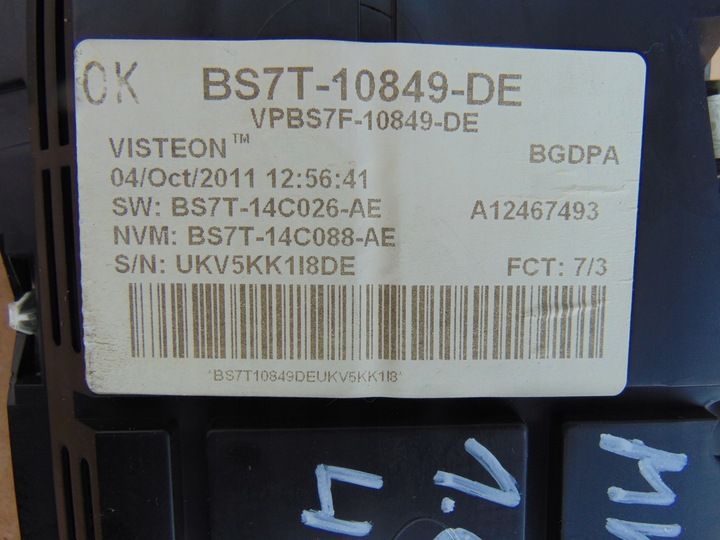 OK BS7T-10849-DE
VPBS7F-10849-DE
VISTEON™ BGDPA
04/Oct/2011 12:56:41
SW: BS7T-14C026-AE A12467493
NVM: BS7T-14C088-AE
S/N: UKV5KK1I8DE FCT: 7/3
*BS7T10849DEUKV5KK1I8*